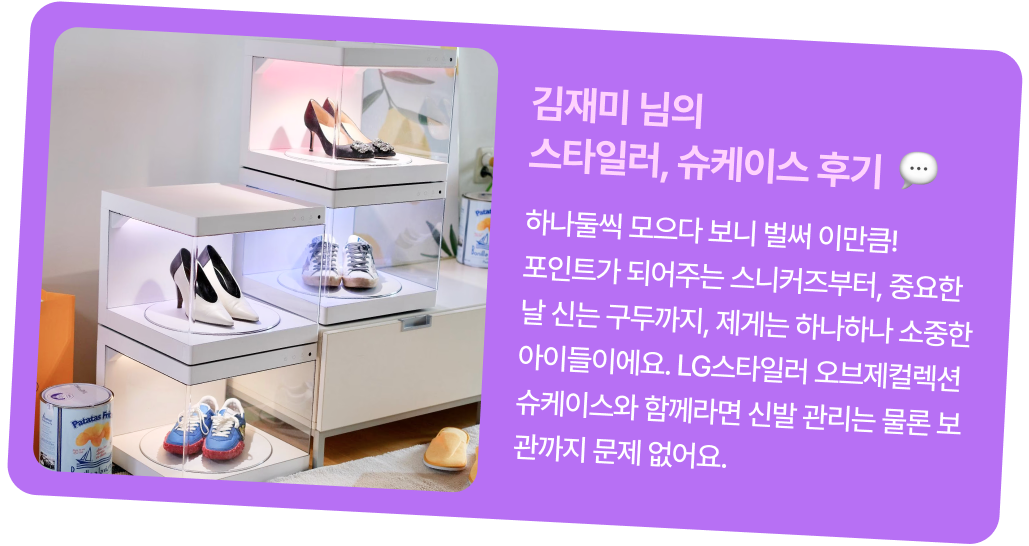 김재미 님의
스타일러, 슈케이스 후기
하나둘씩 모으다 보니 벌써 이만큼!
포인트가 되어주는 스니커즈부터, 중요한
날 신는 구두까지, 제게는 하나하나 소중한
아이들이에요. LG스타일러 오브제컬렉션
슈케이스와 함께라면 신발 관리는 물론 보
관까지 문제 없어요.
Patatas Fri